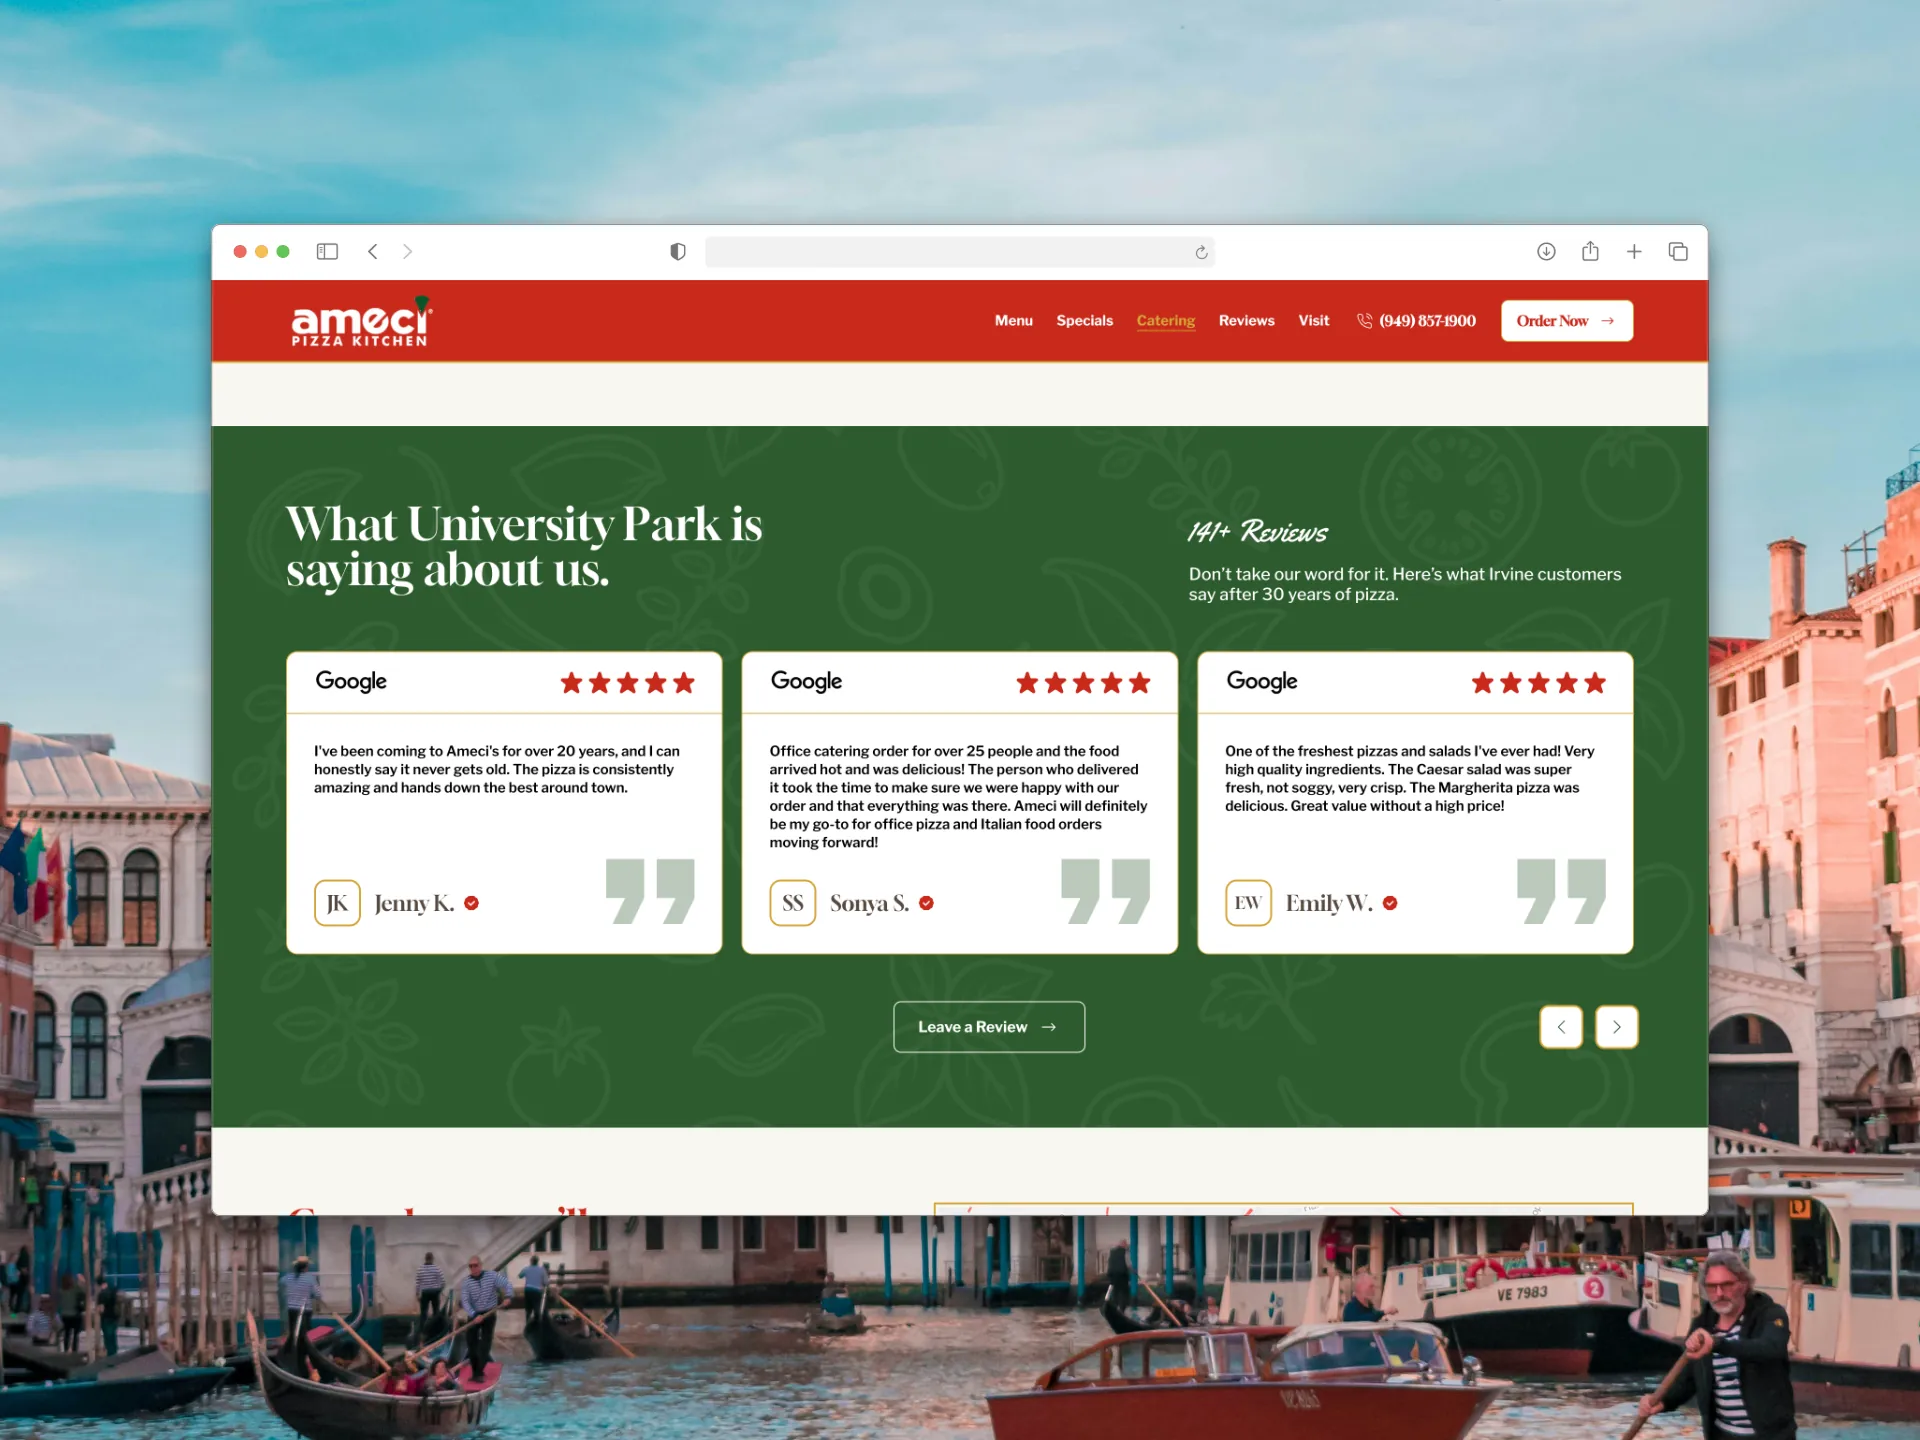 ameci
PIZZA KITCHEN
Menu
Specials
Catering
Reviews
Visit
(949) 857-1900
Order Now
What University Park is
saying about us.
141+ Reviews
Don't take our word for it. Here's what Irvine customers
say after 30 years of pizza.
Google
I've been coming to Ameci's for over 20 years, and I can
honestly say it never gets old. The pizza is consistently
amazing and hands down the best around town.
JK
Jenny K.
Google
Office catering order for over 25 people and the food
arrived hot and was delicious! The person who delivered
it took the time to make sure we were happy with our
order and that everything was there. Ameci will definitely
be my go-to for office pizza and Italian food orders
moving forward!
SS
Sonya S.
Google
One of the freshest pizzas and salads I've ever had! Very
high quality ingredients. The Caesar salad was super
fresh, not soggy, very crisp. The Margherita pizza was
delicious. Great value without a high price!
EW
Emily W.
Leave a Review
VE 7983
2